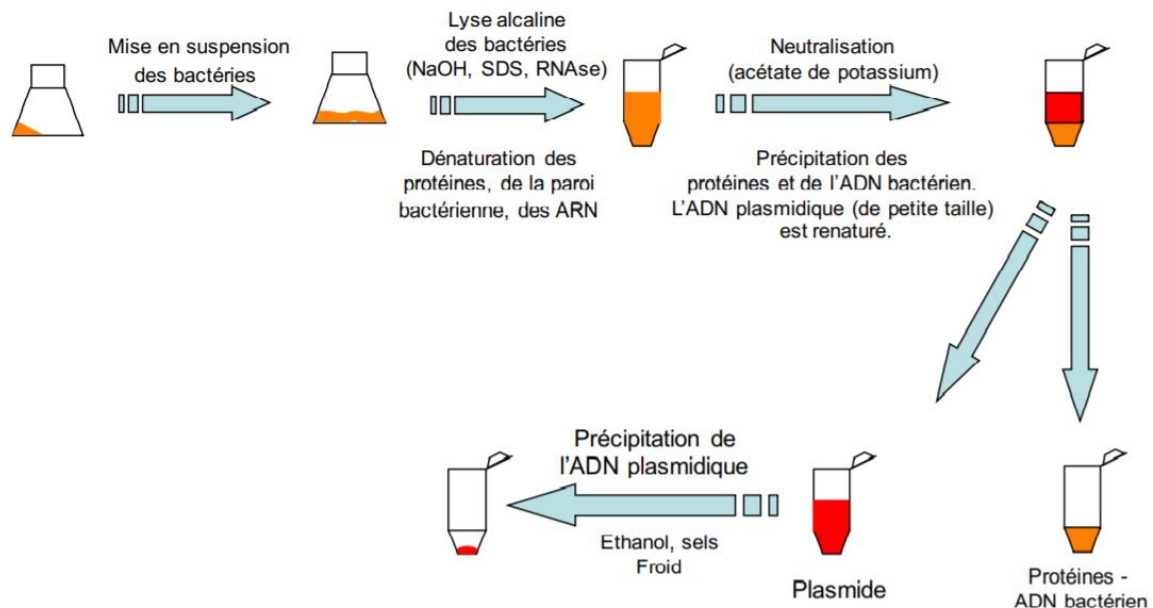 Mise en suspension
des bactéries
Lyse alcaline
des bactéries
(NaOH, SDS, RNAse)
Dénaturation des
protéines, de la paroi
bactérienne, des ARN
Neutralisation
(acétate de potassium)
Précipitation des
protéines et de l'ADN bactérien.
L'ADN plasmidique (de petite taille)
est renaturé.
Précipitation de
l'ADN plasmidique
Ethanol, sels
Froid
Plasmide
Protéines -
ADN bactérien